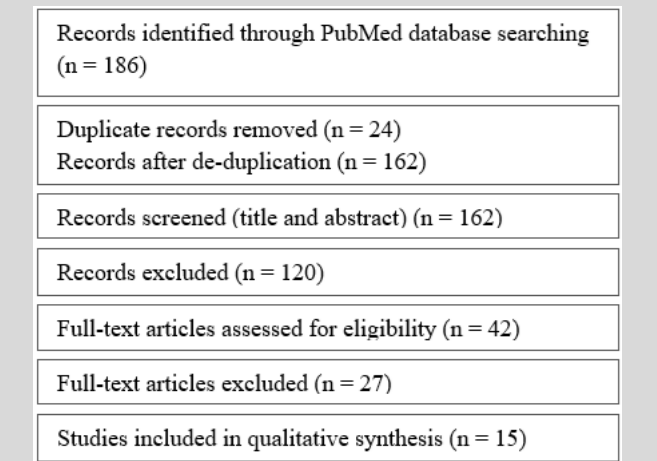 Records identified through PubMed database searching
(n = 186)
Duplicate records removed (n = 24)
Records after de-duplication (n = 162)
Records screened (title and abstract) (n = 162)
Records excluded (n = 120)
Full-text articles assessed for eligibility (n = 42)
Full-text articles excluded (n = 27)
Studies included in qualitative synthesis (n = 15)